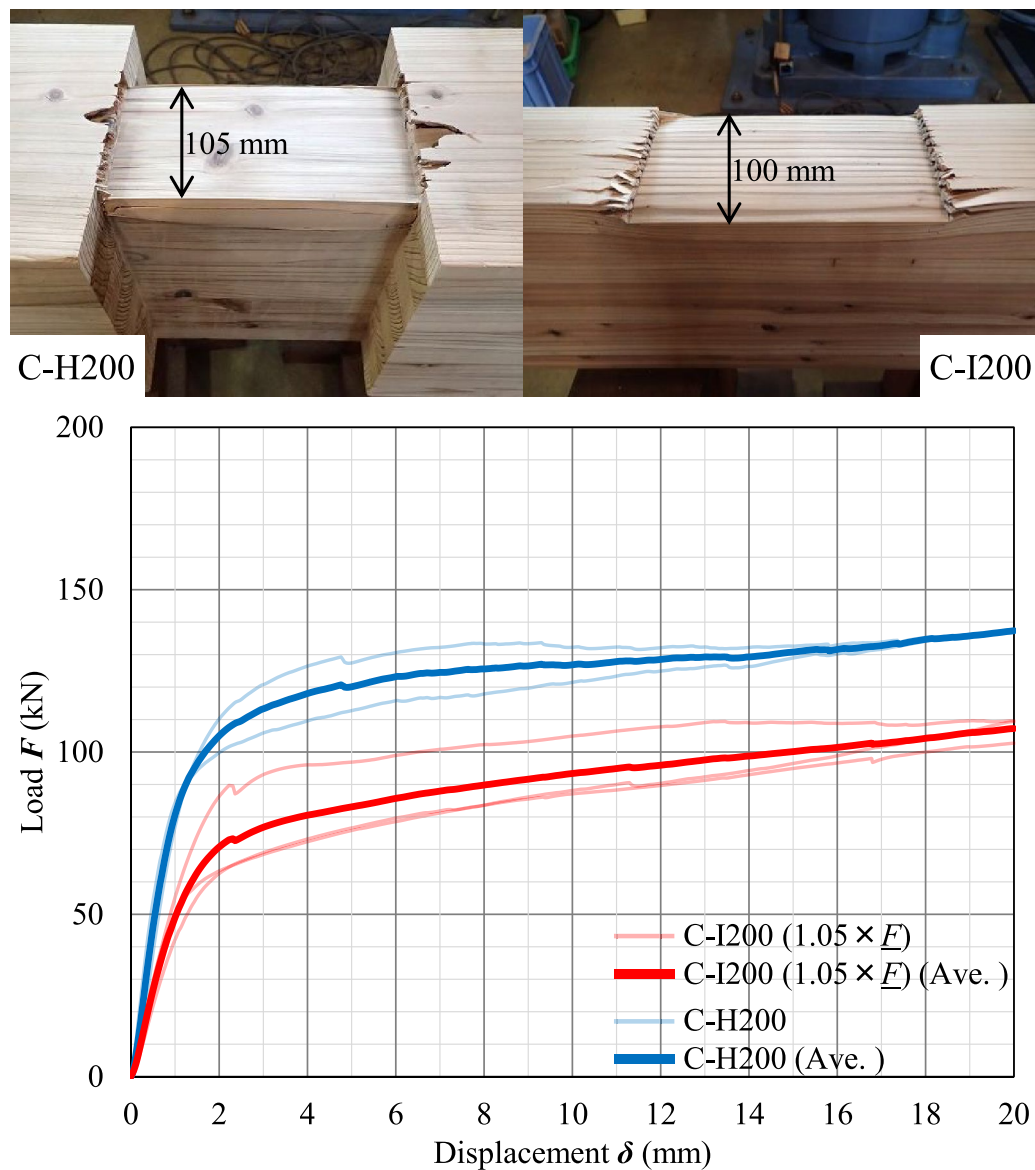 105 mm
100 mm
C-H200
C-I200
200
150
100
50
0
Load F (kN)
C-I200 (1.05 × F)
C-I200 (1.05 × F) (Ave. )
C-H200
C-H200 (Ave. )
0 2 4 6 8 10 12 14 16 18 20
Displacement δ (mm)